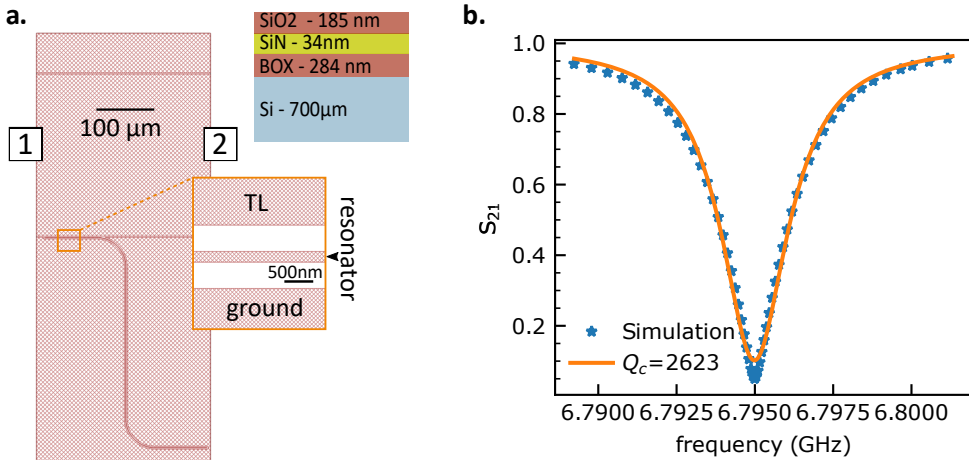 a.
SiO2 - 185 nm
SiN - 34nm
BOX - 284 nm
Si - 700μm
100 μm
1
2
TL
500nm
ground
resonator
b.
S21
1.0
0.8
0.6
0.4
0.2
Simulation
Qc=2623
6.7900 6.7925 6.7950 6.7975 6.8000
frequency (GHz)